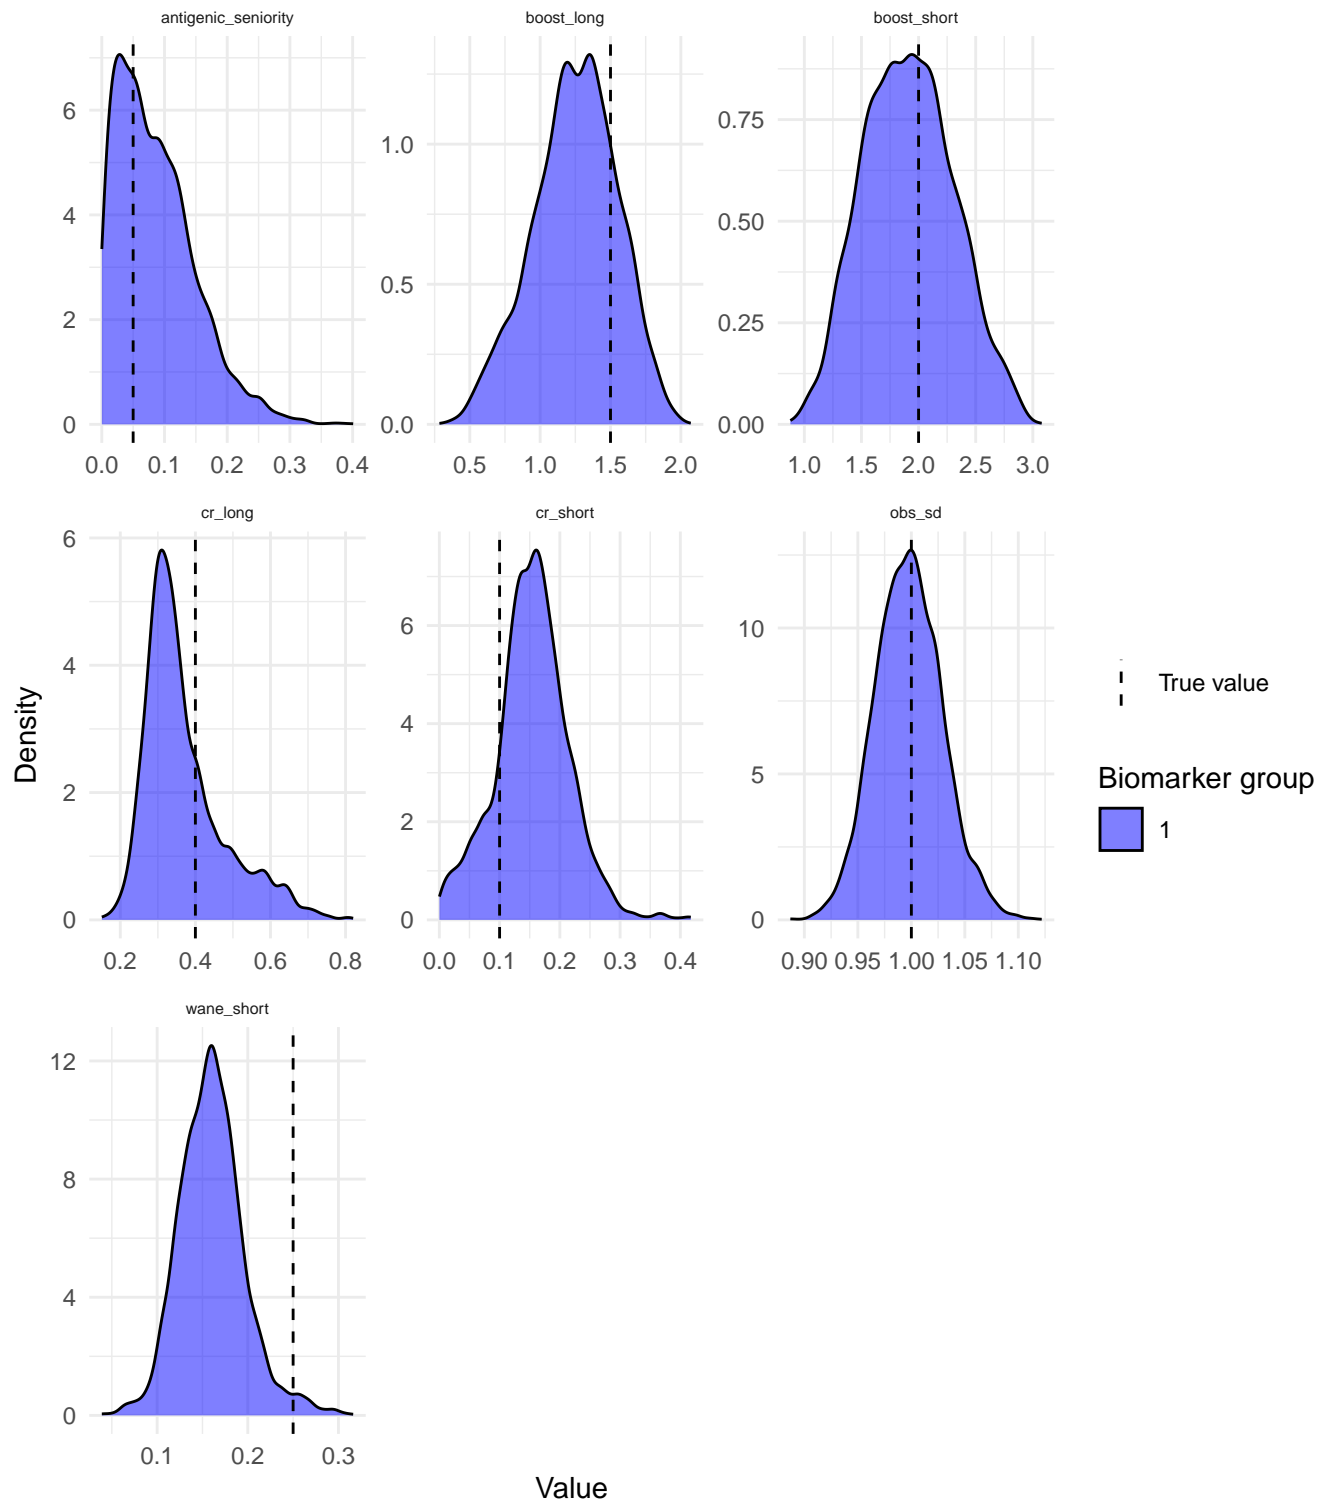 antigenic_seniority
boost_long
boost_short
6
4
2
0
1.0
0.5
0.0
0.75
0.50
0.25
0.00
0.0 0.1 0.2 0.3 0.4
0.5 1.0 1.5 2.0
1.0 1.5 2.0 2.5 3.0
cr_long
cr_short
obs_sd
6
4
2
0
6
4
2
0
10
5
0
0.2 0.4 0.6 0.8
0.0 0.1 0.2 0.3 0.4
0.90 0.95 1.00 1.05 1.10
wane_short
12
8
4
0
0.1 0.2 0.3
Density
Value
True value
Biomarker group
1